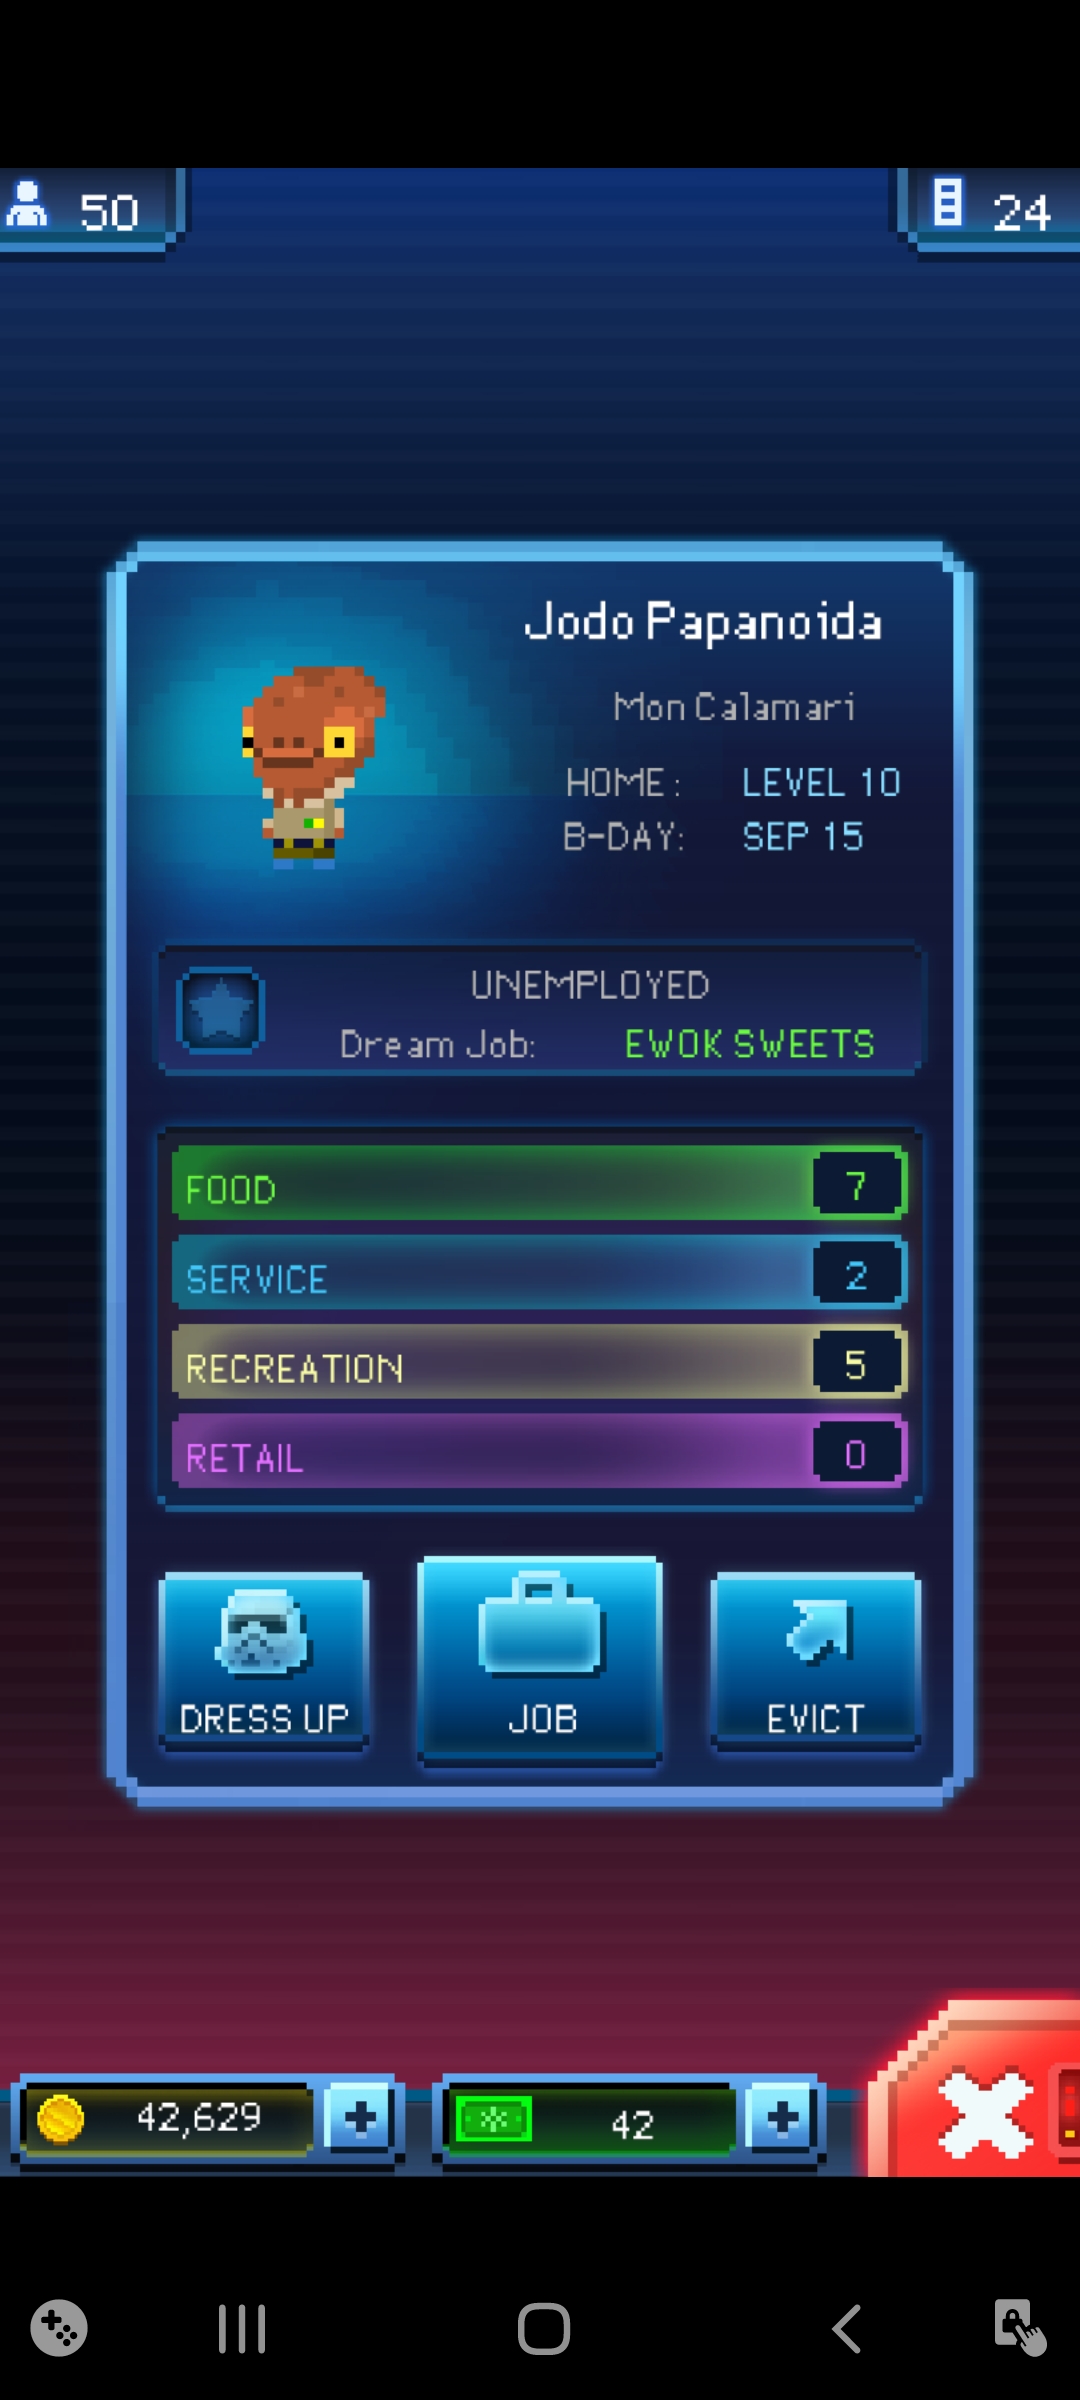 50
24
Jodo Papanoida
Mon Calamari
HOME: LEVEL 10
B-DAY: SEP 15
UNEMPLOYED
Dream Job: EWOK SWEETS
FOOD 7
SERVICE 2
RECREATION 5
RETAIL 0
DRESS UP
JOB
EVICT
42,629
42